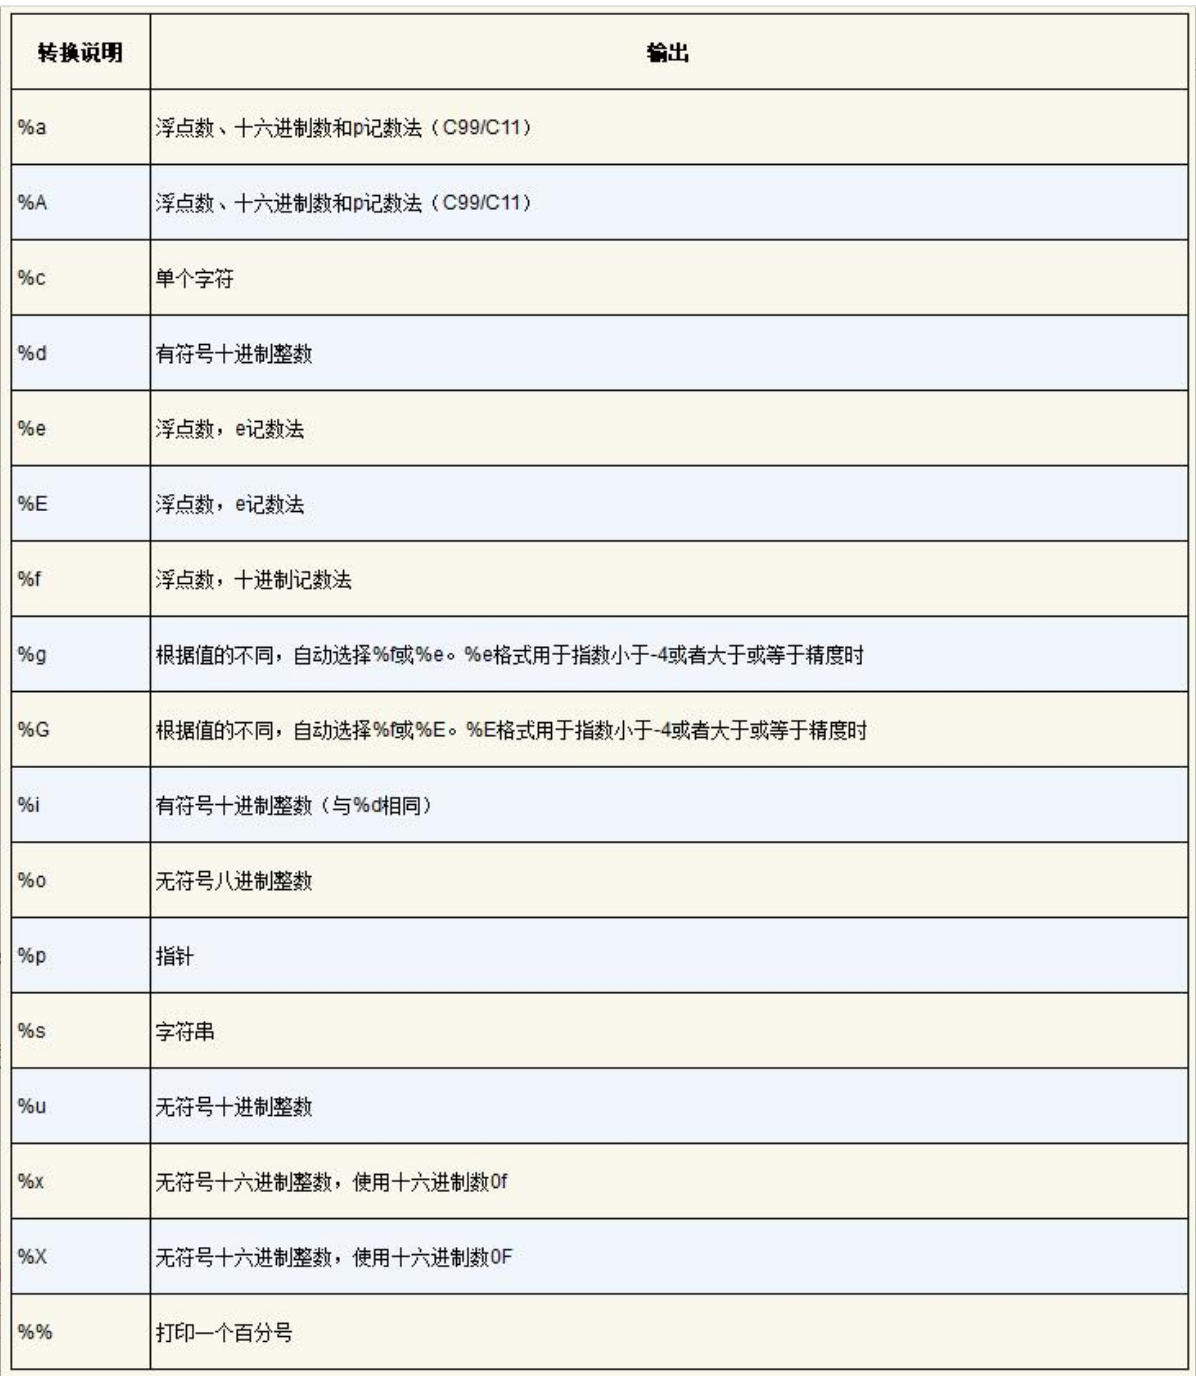 转换说明 输出
%a 浮点数、十六进制数和p记数法（C99/C11）
%A 浮点数、十六进制数和p记数法（C99/C11）
%c 单个字符
%d 有符号十进制整数
%e 浮点数，e记数法
%E 浮点数，e记数法
%f 浮点数，十进制记数法
%g 根据值的不同，自动选择%f或%e。%e格式用于指数小于-4或者大于或等于精度时
%G 根据值的不同，自动选择%f或%E。%E格式用于指数小于-4或者大于或等于精度时
%i 有符号十进制整数（与%d相同）
%o 无符号八进制整数
%p 指针
%s 字符串
%u 无符号十进制整数
%x 无符号十六进制整数，使用十六进制数0f
%X 无符号十六进制整数，使用十六进制数0F
%% 打印一个百分号